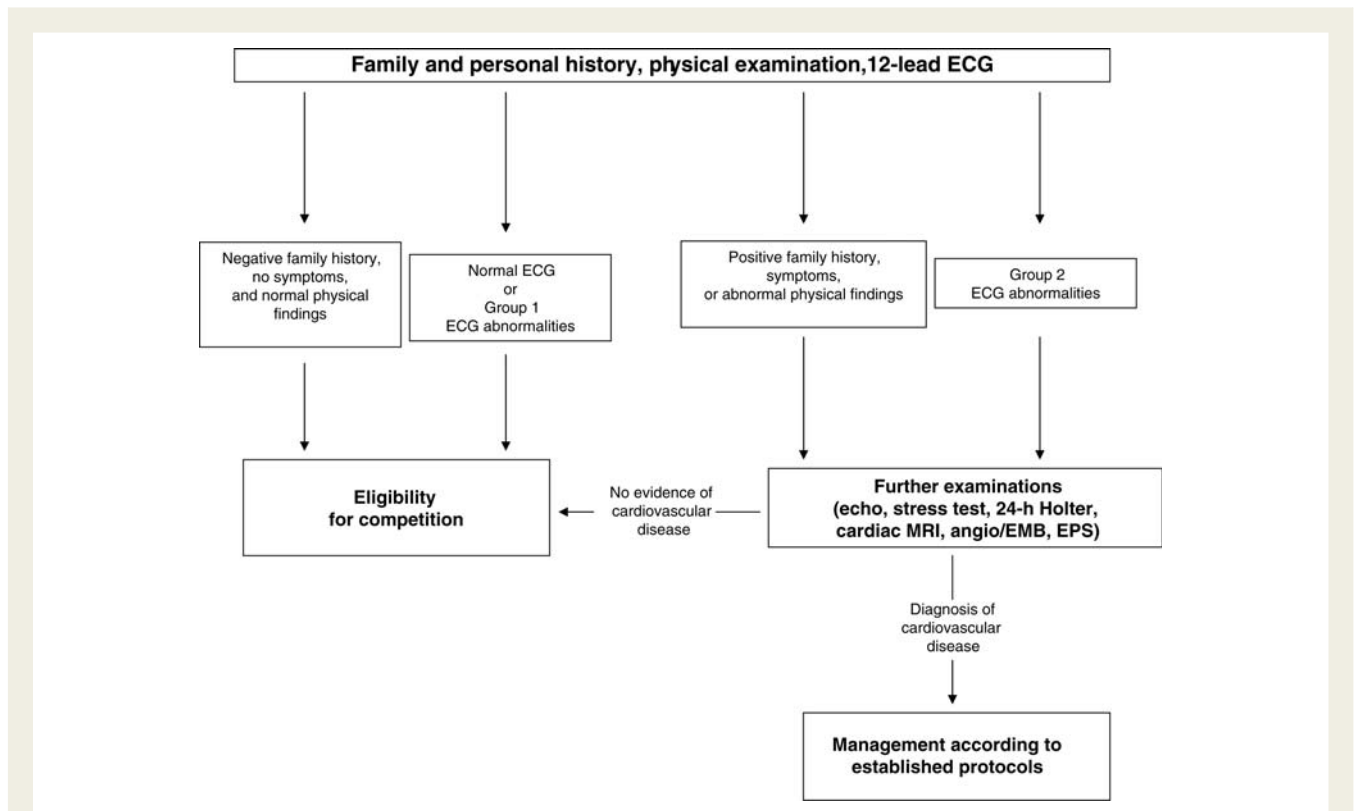 Family and personal history, physical examination,12-lead ECG
Negative family history,
no symptoms,
and normal physical
findings
Normal ECG
or
Group 1
ECG abnormalities
Positive family history,
symptoms,
or abnormal physical findings
Group 2
ECG abnormalities
Eligibility
for competition
No evidence of
cardiovascular
disease
Further examinations
(echo, stress test, 24-h Holter,
cardiac MRI, angio/EMB, EPS)
Diagnosis of
cardiovascular
disease
Management according to
established protocols